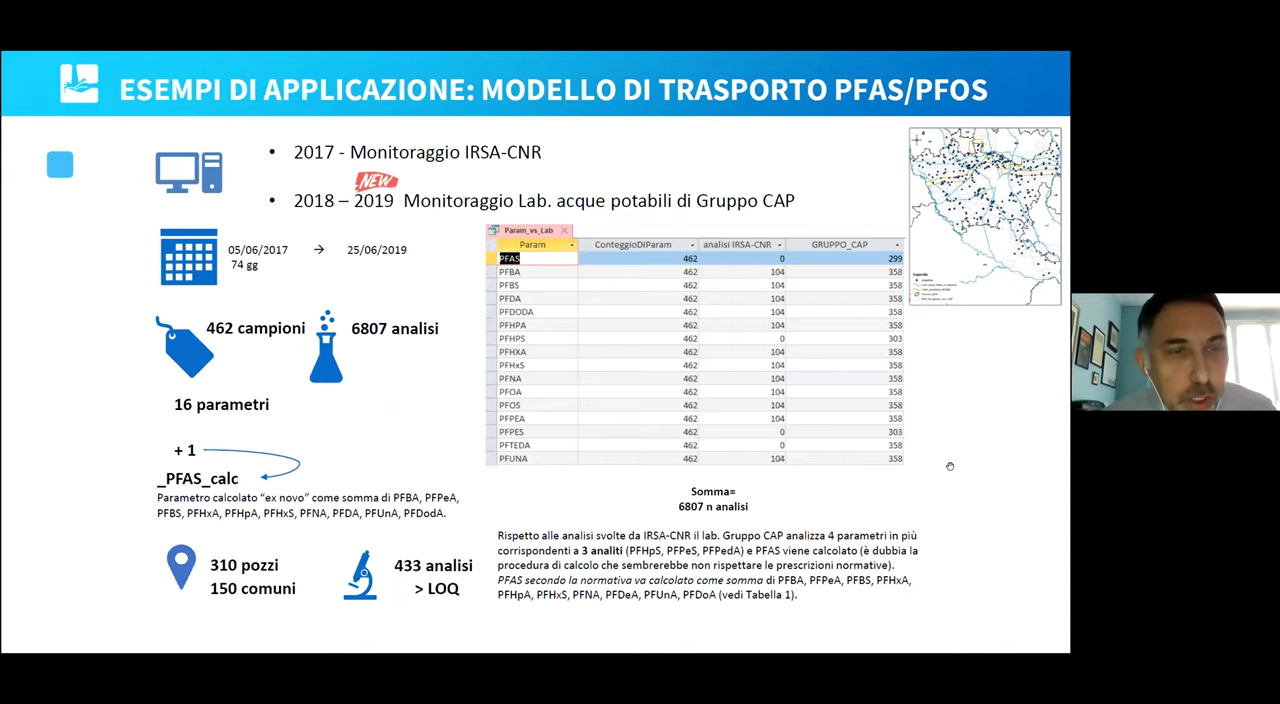 ESEMPI DI APPLICAZIONE: MODELLO DI TRASPORTO PFAS/PFOS
• 2017 - Monitoraggio IRSA-CNR
NEW
• 2018 – 2019 Monitoraggio Lab. acque potabili di Gruppo CAP
05/06/2017 → 25/06/2019
74 gg
462 campioni
6807 analisi
16 parametri
+ 1
_PFAS_calc
Parametro calcolato “ex novo” come somma di PFBA, PFPeA,
PFBS, PFHxA, PFHpA, PFHxS, PFNA, PFDA, PFUnA, PFDodA.
310 pozzi
150 comuni
433 analisi
> LOQ
Param_vs_Lab
Param ConteggioDiParam analisi IRSA-CNR GRUPPO_CAP
PFAS 462 0 299
PFBA 462 104 358
PFBS 462 104 358
PFDA 462 104 358
PFDODA 462 104 358
PFHPA 462 104 358
PFHPS 462 0 303
PFHXA 462 104 358
PFHxS 462 104 358
PFNA 462 104 358
PFOA 462 104 358
PFOS 462 104 358
PFPEA 462 104 358
PFPES 462 0 303
PFTEDA 462 0 358
PFUNA 462 104 358
Somma=
6807 n analisi
Rispetto alle analisi svolte da IRSA-CNR il lab. Gruppo CAP analizza 4 parametri in più
corrispondenti a 3 analiti (PFHpS, PFPeS, PFPedA) e PFAS viene calcolato (è dubbia la
procedura di calcolo che sembrerebbe non rispettare le prescrizioni normative).
PFAS secondo la normativa va calcolato come somma di PFBA, PFPeA, PFBS, PFHxA,
PFHpA, PFHxS, PFNA, PFDeA, PFUnA, PFDoA (vedi Tabella 1).
Legenda